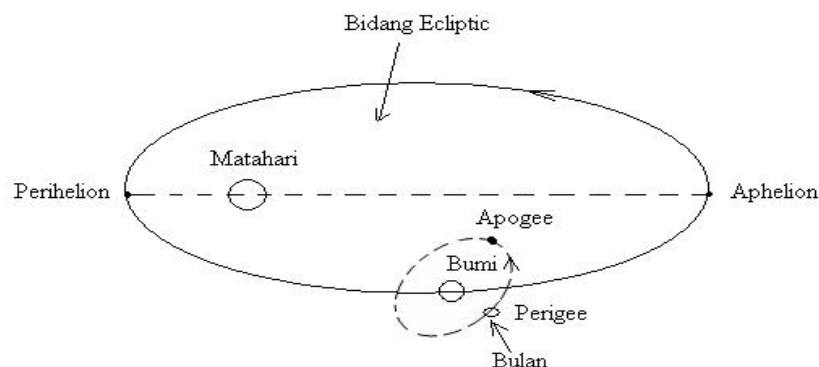 Bidang Ecliptic
Matahari
Perihelion
Aphelion
Apogee
Bumi
Perigee
Bulan